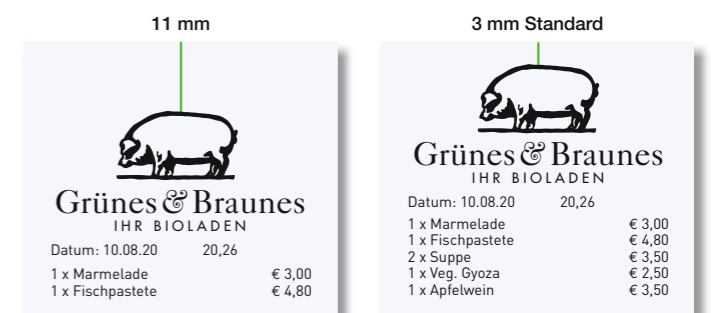 11 mm
Grünes & Braunes
IHR BIOLADEN
Datum: 10.08.20 20,26
1 x Marmelade € 3,00
1 x Fischpastete € 4,80
3 mm Standard
Grünes & Braunes
IHR BIOLADEN
Datum: 10.08.20 20,26
1 x Marmelade € 3,00
1 x Fischpastete € 4,80
2 x Suppe € 3,50
1 x Veg. Gyoza € 2,50
1 x Apfelwein € 3,50